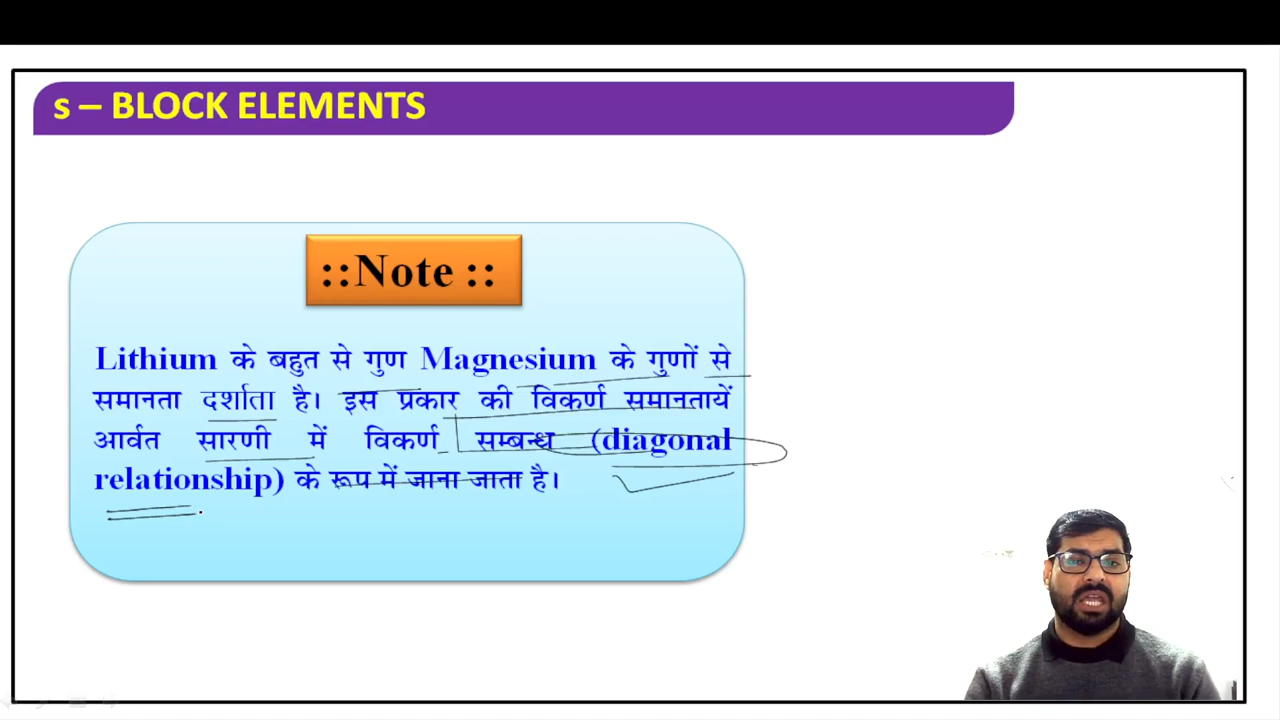 s – BLOCK ELEMENTS
::Note ::
Lithium के बहुत से गुण Magnesium के गुणों से
समानता दर्शाता है। इस प्रकार की विकर्ण समानतायें
आर्वत सारणी में विकर्ण सम्बन्ध (diagonal
relationship) के रूप में जाना जाता है।